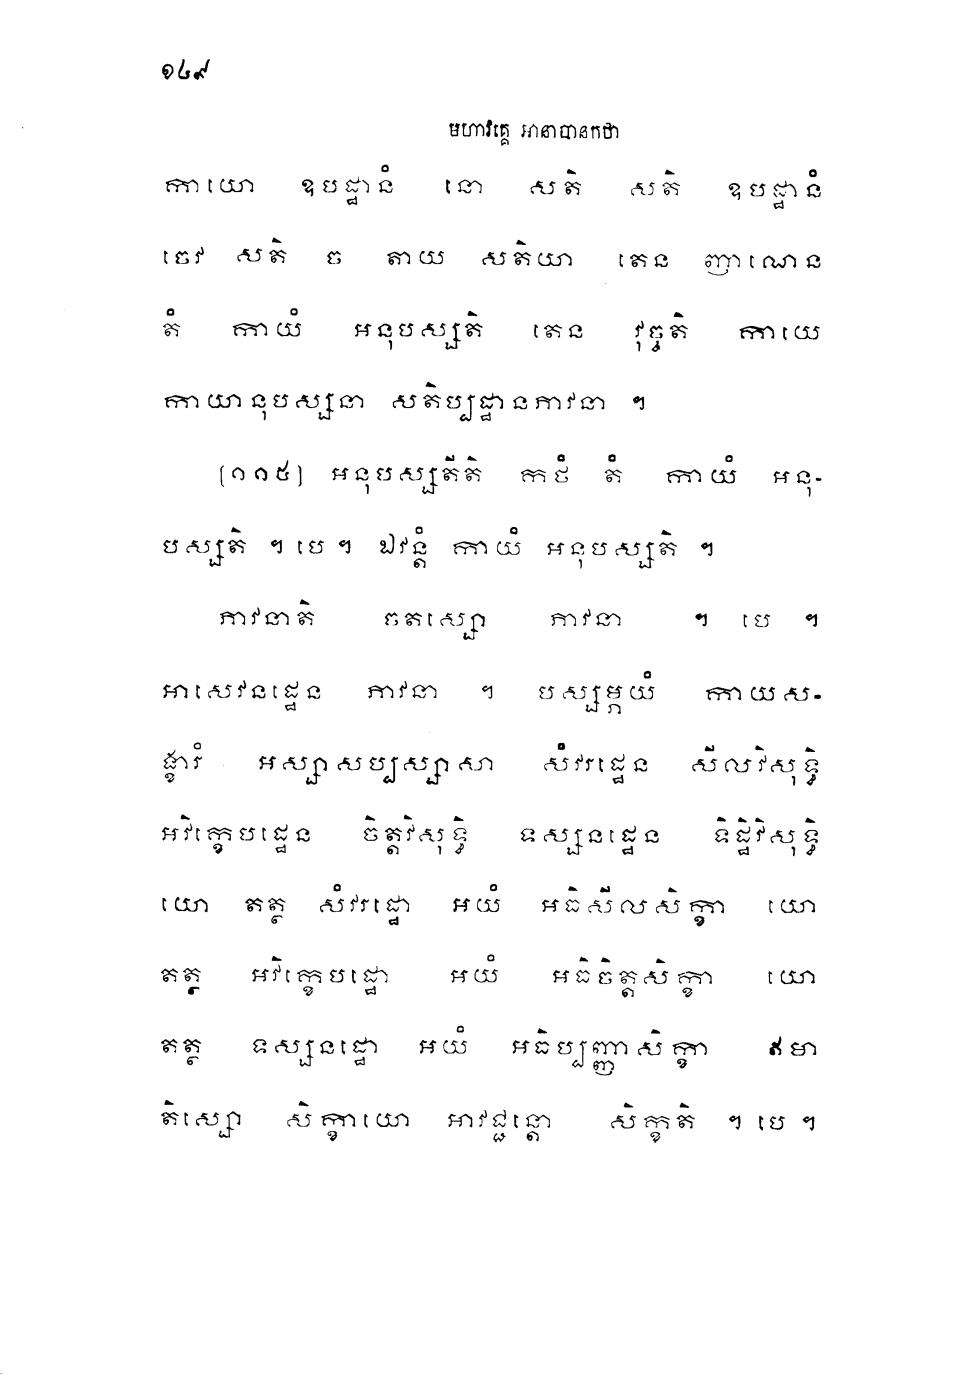 ១៤៩
មហាវគ្គេ អានាបានកថា
កាយោ ឧបដ្ឋានំ នោ សតិ សតិ ឧបដ្ឋានំ
ចេវ សតិ ច តាយ សតិយា តេន ញាណេន
តំ កាយំ អនុបស្សតិ តេន វុច្ចតិ កាយេ
កាយានុបស្សនា សតិប្បដ្ឋានភាវនា ។
[១១៥] អនុបស្សតីតិ កថំ តំ កាយំ អនុ-
បស្សតិ ។ បេ ។ ឯវន្តំ កាយំ អនុបស្សតិ ។
ភាវនាតិ ចតស្សោ ភាវនា ។ បេ ។
អាសេវនដ្ឋេន ភាវនា ។ បស្សម្ភយំ កាយស-
ង្ខារំ អស្សាសប្បស្សាសា សំវរដ្ឋេន សីលវិសុទ្ធិ
អវិក្ខេបដ្ឋេន ចិត្តវិសុទ្ធិ ទស្សនដ្ឋេន ទិដ្ឋិវិសុទ្ធិ
យោ តត្ថ សំវរដ្ឋោ អយំ អធិសីលសិក្ខា យោ
តត្ថ អវិក្ខេបដ្ឋោ អយំ អធិចិត្តសិក្ខា យោ
តត្ថ ទស្សនដ្ឋោ អយំ អធិប្បញ្ញាសិក្ខា ឥមា
តិស្សោ សិក្ខាយោ អាវជ្ជន្តោ សិក្ខតិ ។ បេ ។